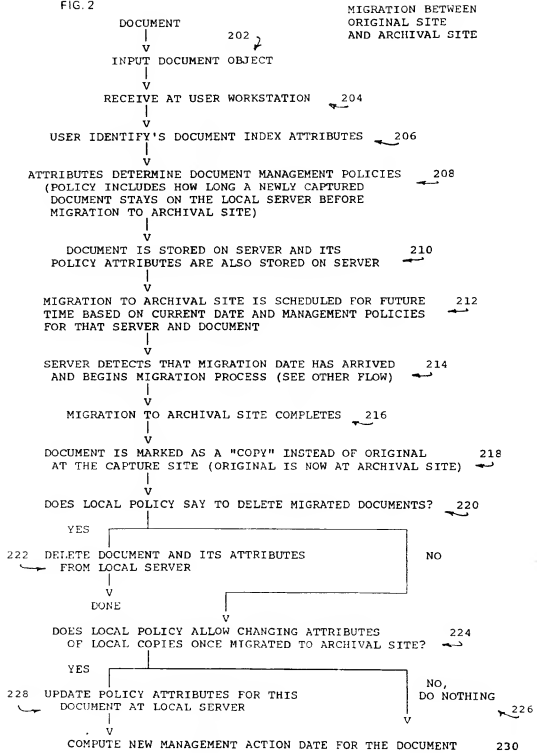 FIG. 2
MIGRATION BETWEEN
ORIGINAL SITE
AND ARCHIVAL SITE
DOCUMENT
202
INPUT DOCUMENT OBJECT
RECEIVE AT USER WORKSTATION 204
USER IDENTIFY'S DOCUMENT INDEX ATTRIBUTES 206
ATTRIBUTES DETERMINE DOCUMENT MANAGEMENT POLICIES 208
(POLICY INCLUDES HOW LONG A NEWLY CAPTURED
DOCUMENT STAYS ON THE LOCAL SERVER BEFORE
MIGRATION TO ARCHIVAL SITE)
DOCUMENT IS STORED ON SERVER AND ITS 210
POLICY ATTRIBUTES ARE ALSO STORED ON SERVER
MIGRATION TO ARCHIVAL SITE IS SCHEDULED FOR FUTURE
TIME BASED ON CURRENT DATE AND MANAGEMENT POLICIES 212
FOR THAT SERVER AND DOCUMENT
SERVER DETECTS THAT MIGRATION DATE HAS ARRIVED 214
AND BEGINS MIGRATION PROCESS (SEE OTHER FLOW)
MIGRATION TO ARCHIVAL SITE COMPLETES 216
DOCUMENT IS MARKED AS A "COPY" INSTEAD OF ORIGINAL 218
AT THE CAPTURE SITE (ORIGINAL IS NOW AT ARCHIVAL SITE)
DOES LOCAL POLICY SAY TO DELETE MIGRATED DOCUMENTS? 220
YES
222 DELETE DOCUMENT AND ITS ATTRIBUTES NO
FROM LOCAL SERVER
DONE
DOES LOCAL POLICY ALLOW CHANGING ATTRIBUTES 224
OF LOCAL COPIES ONCE MIGRATED TO ARCHIVAL SITE?
YES
NO,
228 UPDATE POLICY ATTRIBUTES FOR THIS DO NOTHING
DOCUMENT AT LOCAL SERVER 226
COMPUTE NEW MANAGEMENT ACTION DATE FOR THE DOCUMENT 230